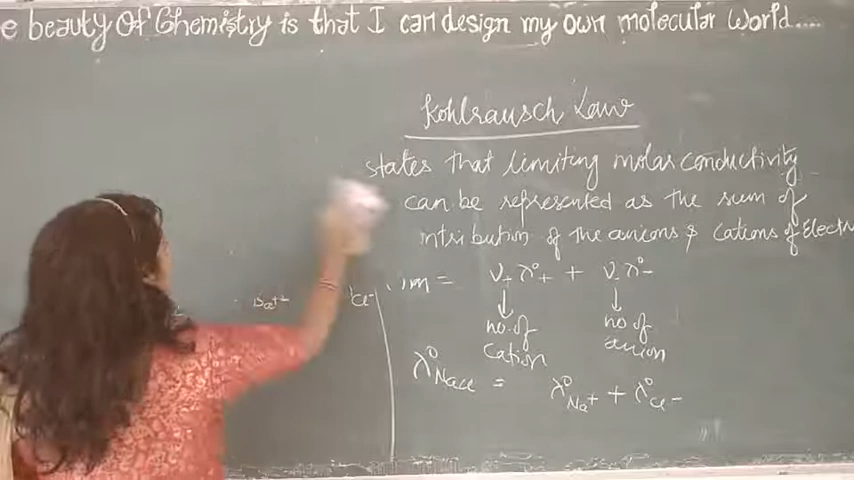 e beauty Of Chemistry is that I can design my own molecular World....
Kohlrausch Law
states that limiting molar conductivity
can be represented as the sum of
ntribution of the anions & cations of Electr
m = ν+ λ°+ + ν- λ°-
no. of cation
no of anion
λ°NaCl = λ°Na+ + λ°Cl-
Cl-